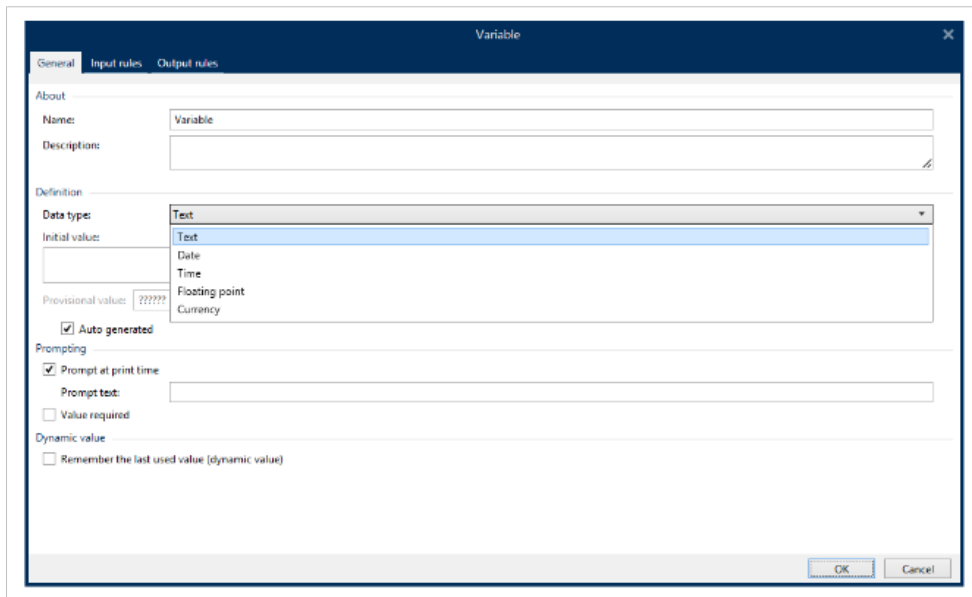 Variable
General Input rules Output rules
About
Name: Variable
Description:
Definition
Data type: Text
Initial value: Text
Date
Time
Floating point
Currency
Provisional value: ??????
Auto generated
Prompting
Prompt at print time
Prompt text:
Value required
Dynamic value
Remember the last used value (dynamic value)
OK Cancel